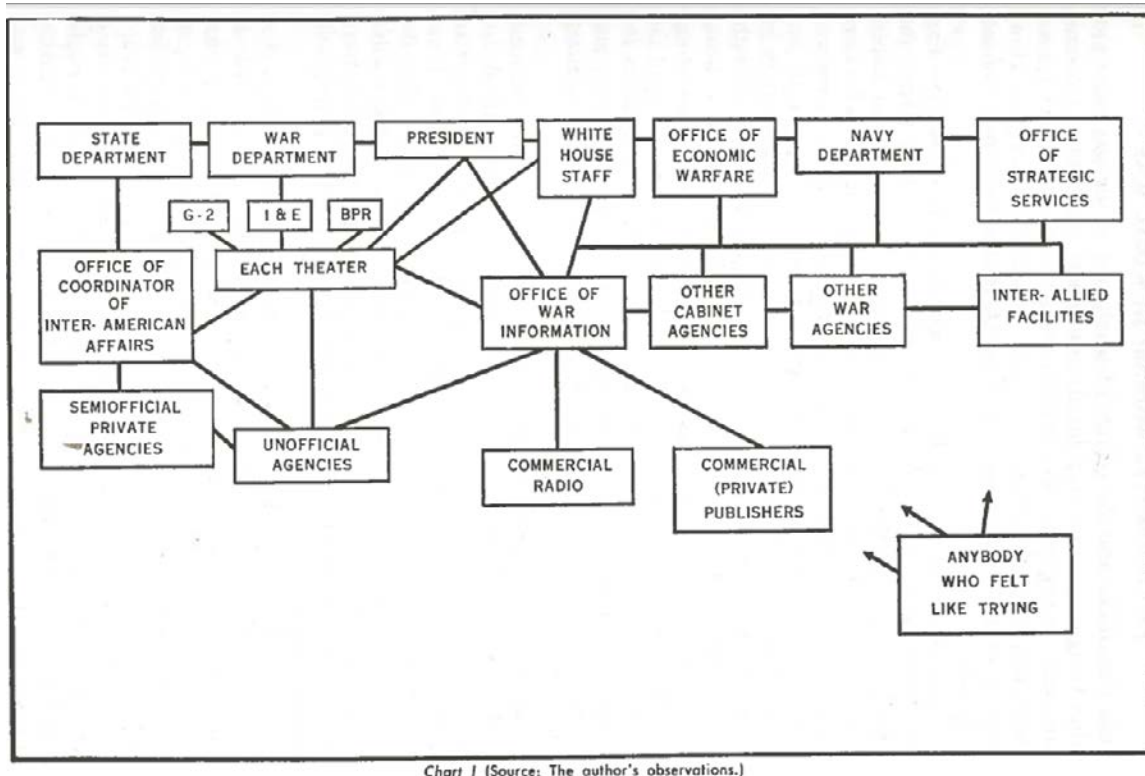 STATE
DEPARTMENT
WAR
DEPARTMENT
PRESIDENT
WHITE
HOUSE
STAFF
OFFICE OF
ECONOMIC
WARFARE
NAVY
DEPARTMENT
OFFICE
OF
STRATEGIC
SERVICES
G-2
I & E
BPR
OFFICE OF
COORDINATOR
OF
INTER-AMERICAN
AFFAIRS
EACH THEATER
OFFICE OF
WAR
INFORMATION
OTHER
CABINET
AGENCIES
OTHER
WAR
AGENCIES
INTER-ALLIED
FACILITIES
SEMIOFFICIAL
PRIVATE
AGENCIES
UNOFFICIAL
AGENCIES
COMMERCIAL
RADIO
COMMERCIAL
(PRIVATE)
PUBLISHERS
ANYBODY
WHO FELT
LIKE TRYING
Chart I (Source: The author's observations.)